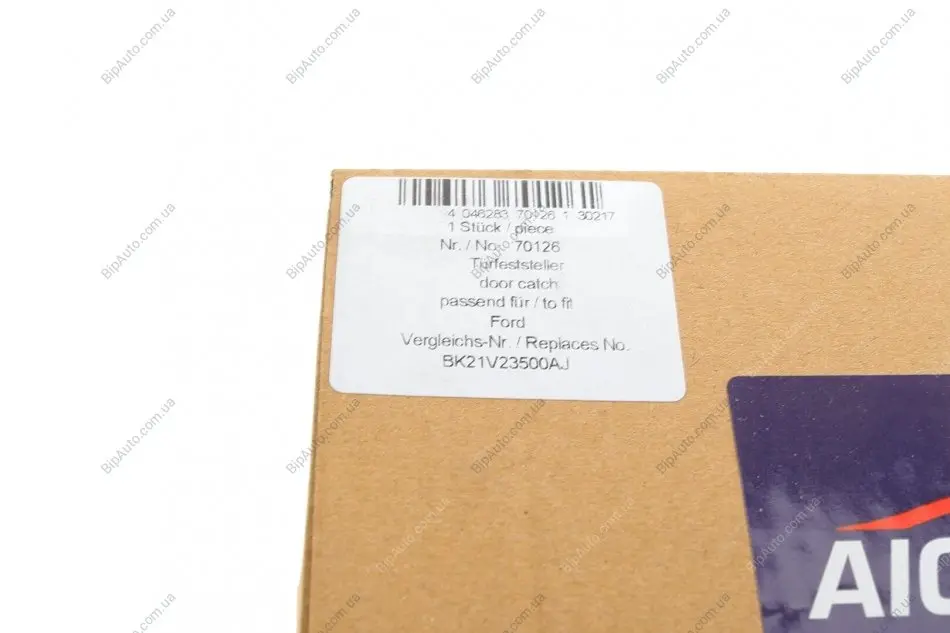 4 046283 70126 1 30217
1 Stück / piece
Nr. / No. 70126
Türfeststeller
door catch
passend für / to fit
Ford
Vergleichs-Nr. / Replaces No.
BK21V23500AJ
AIC
BipAuto.com.ua